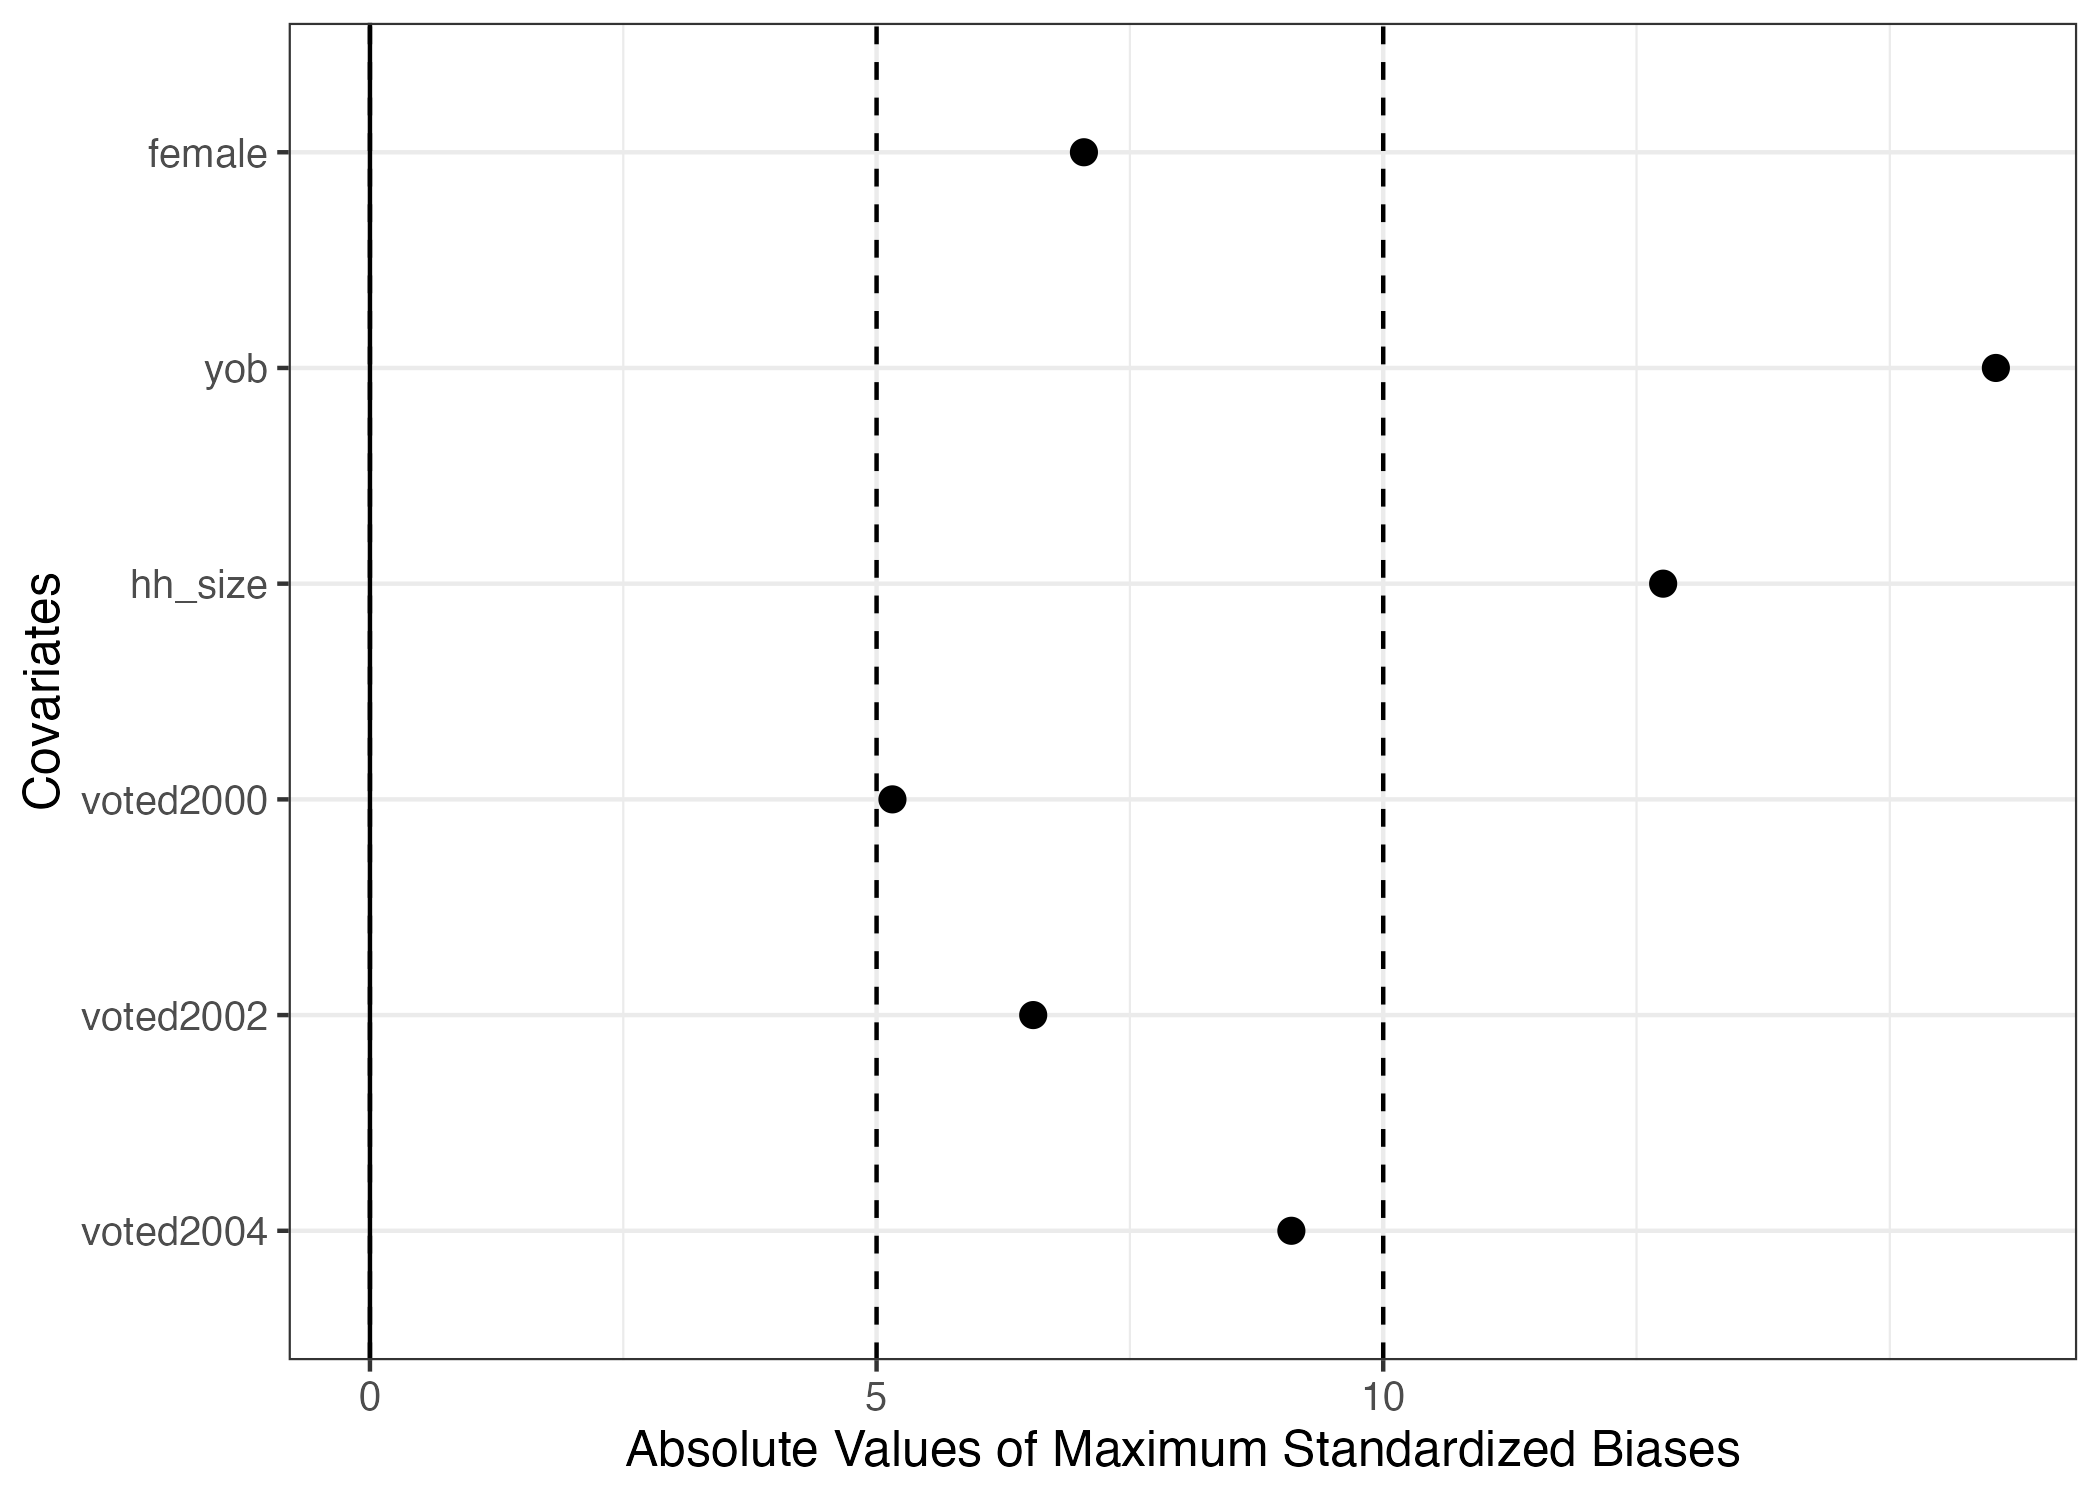 female
yob
hh_size
voted2000
voted2002
voted2004
Covariates
0 5 10
Absolute Values of Maximum Standardized Biases